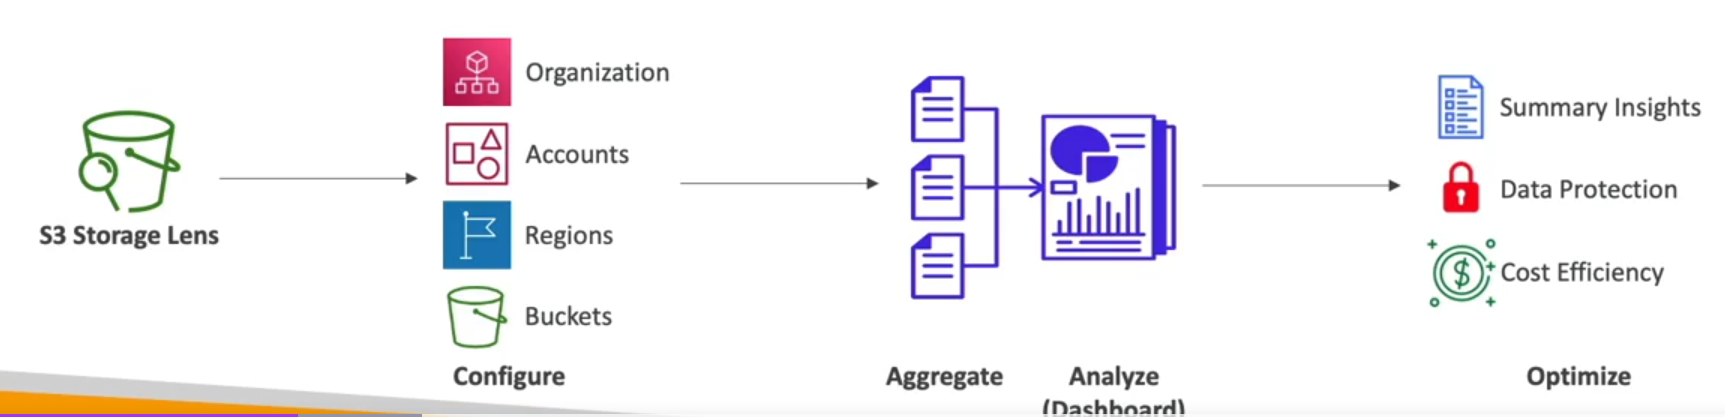 S3 Storage Lens
Organization
Accounts
Regions
Buckets
Configure
Aggregate
Analyze
(Dashboard)
Summary Insights
Data Protection
$
Cost Efficiency
Optimize